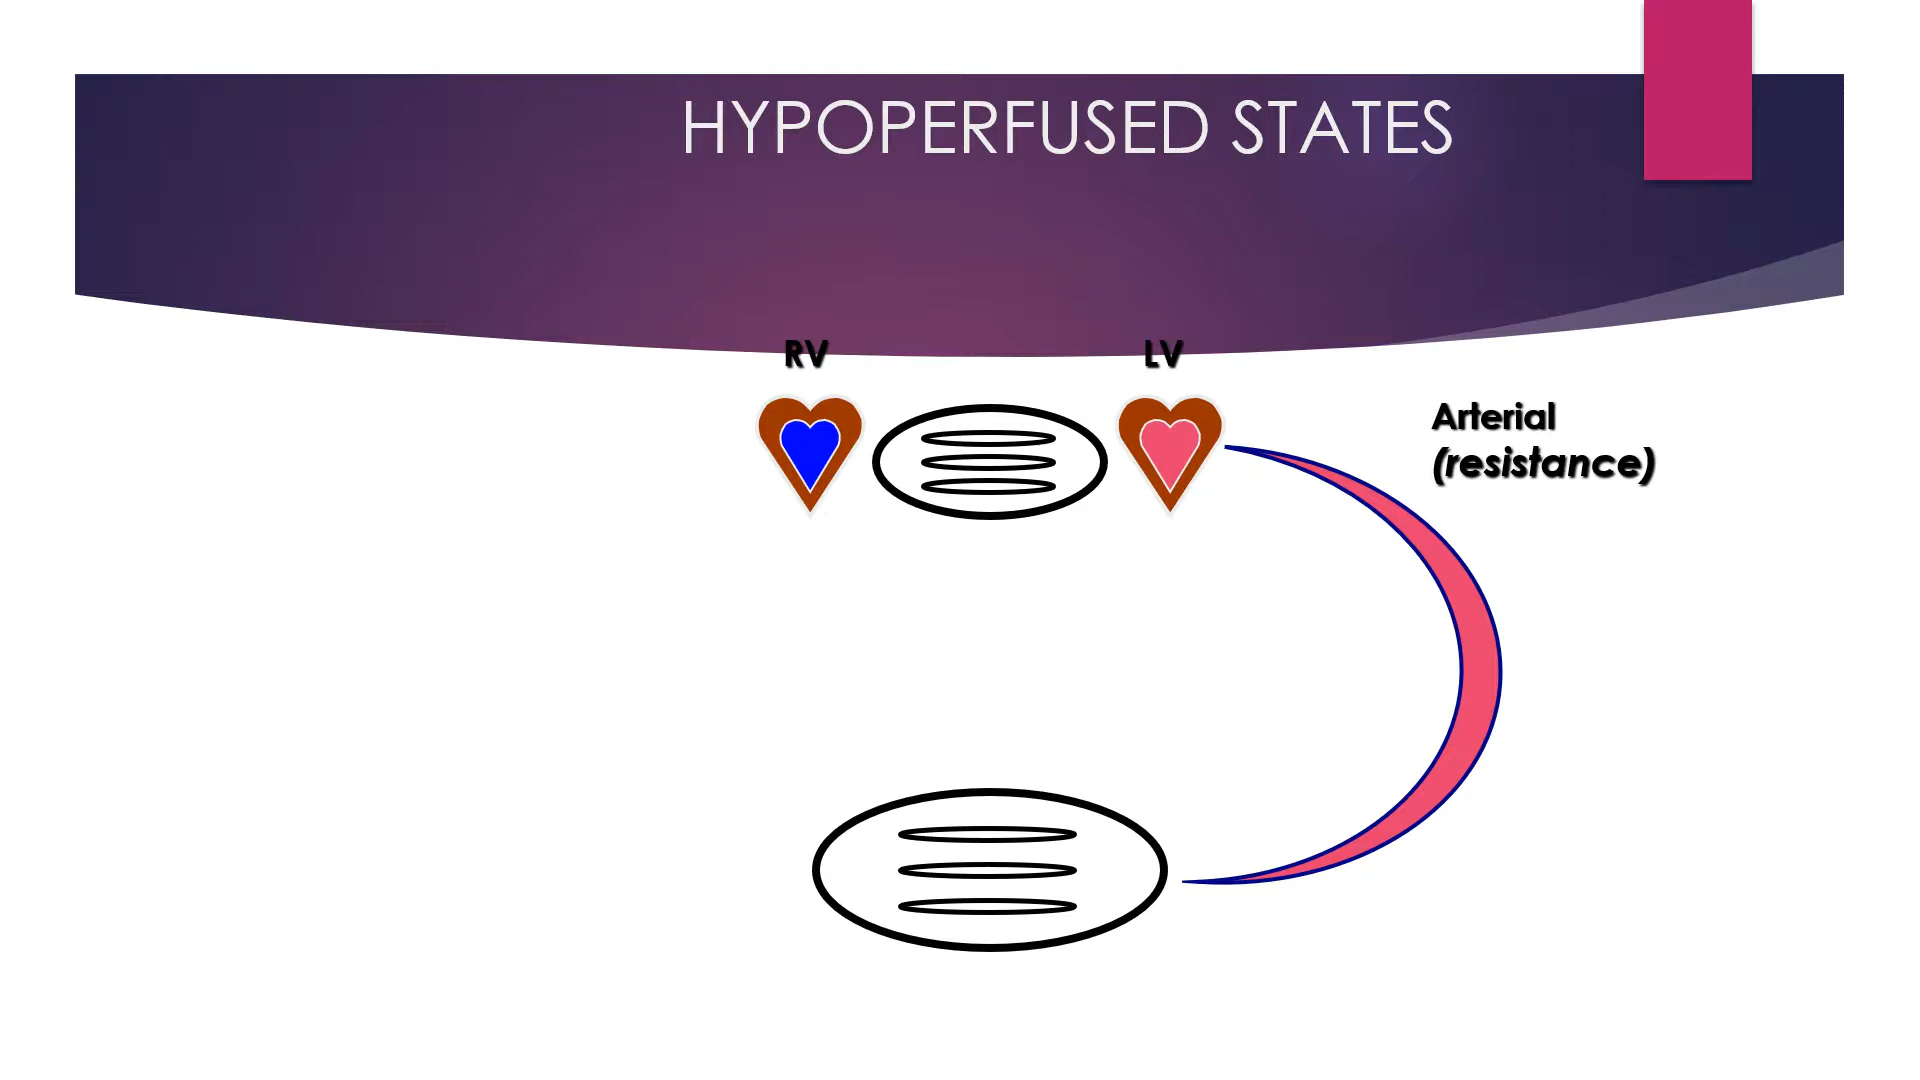 HYPOPERFUSED STATES
RV
LV
Arterial
(resistance)